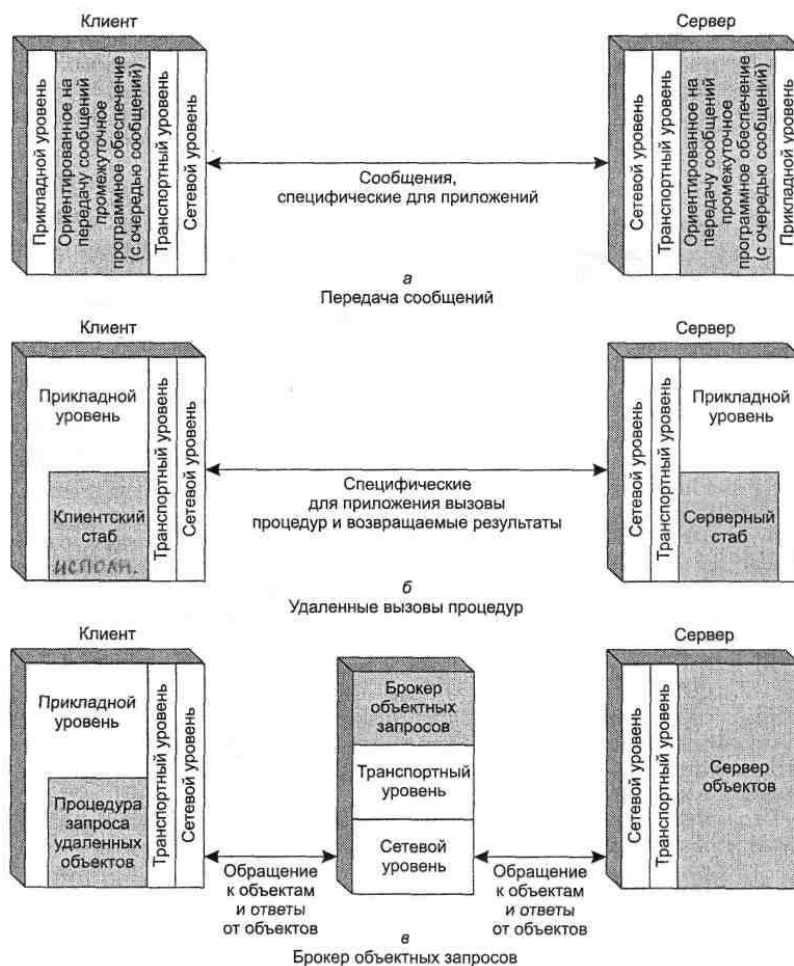 Клиент
Сервер
Прикладной уровень
Ориентированное на
передачу сообщений
промежуточное
программное обеспечение
(с очередью сообщений)
Транспортный уровень
Сетевой уровень
Сообщения,
специфические для приложений
Сетевой уровень
Транспортный уровень
Ориентированное на
передачу сообщений
промежуточное
программное обеспечение
(с очередью сообщений)
Прикладной уровень
а
Передача сообщений
Клиент
Сервер
Прикладной
уровень
Клиентский
стаб
исполн.
Транспортный уровень
Сетевой уровень
Специфические
для приложения вызовы
процедур и возвращаемые результаты
Сетевой уровень
Транспортный уровень
Прикладной
уровень
Серверный
стаб
б
Удаленные вызовы процедур
Клиент
Сервер
Прикладной
уровень
Процедура
запроса
удаленных
объектов
Транспортный уровень
Сетевой уровень
Обращение
к объектам
и ответы
от объектов
Брокер
объектных
запросов
Транспортный
уровень
Сетевой
уровень
Обращение
к объектам
и ответы
от объектов
Сетевой уровень
Транспортный уровень
Сервер
объектов
в
Брокер объектных запросов